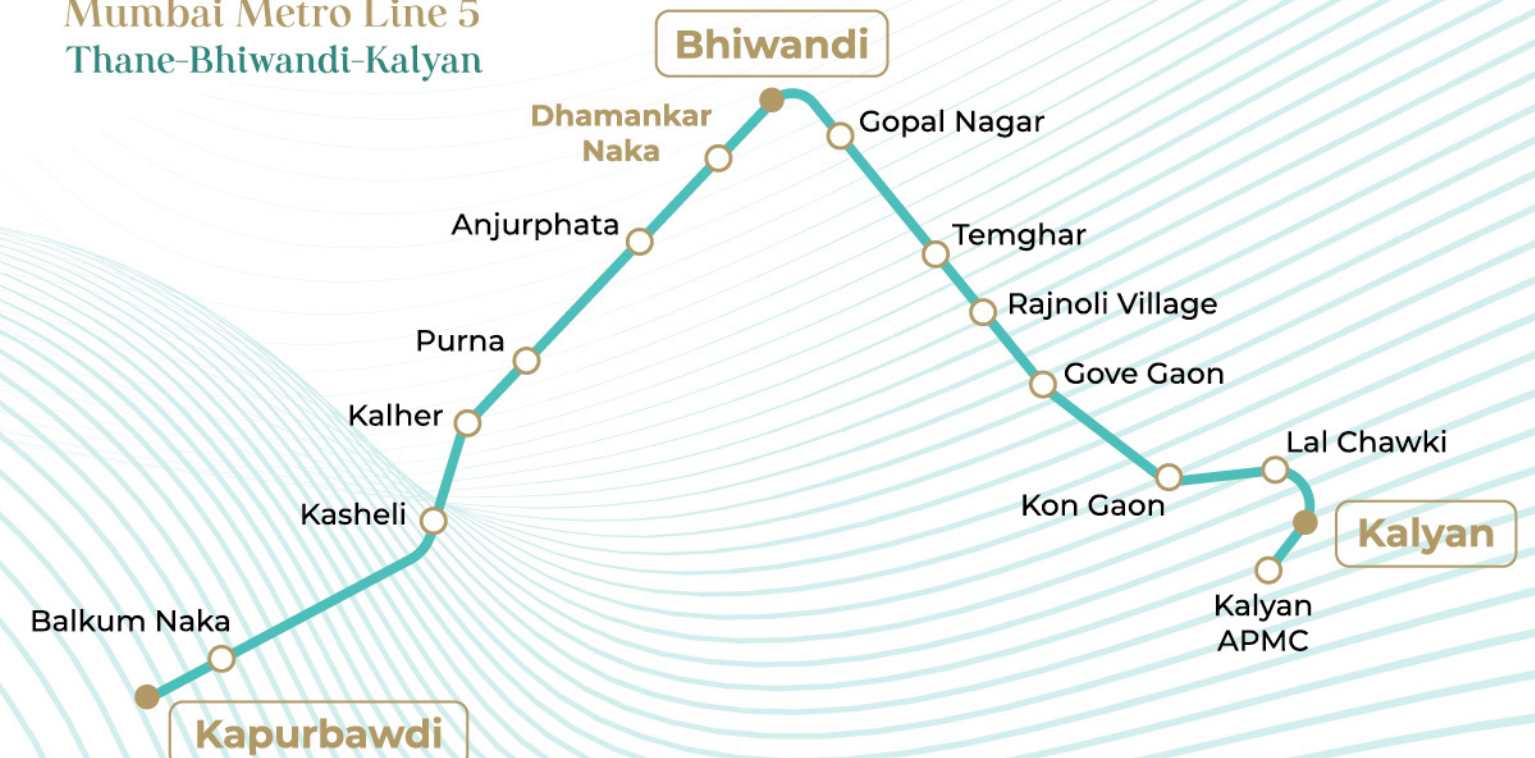 Mumbai Metro Line 5
Thane-Bhiwandi-Kalyan
Bhiwandi
Dhamankar
Naka
Gopal Nagar
Anjurphata
Temghar
Rajnoli Village
Purna
Gove Gaon
Kalher
Lal Chawki
Kasheli
Kon Gaon
Kalyan
Kalyan
APMC
Balkum Naka
Kapurbawdi